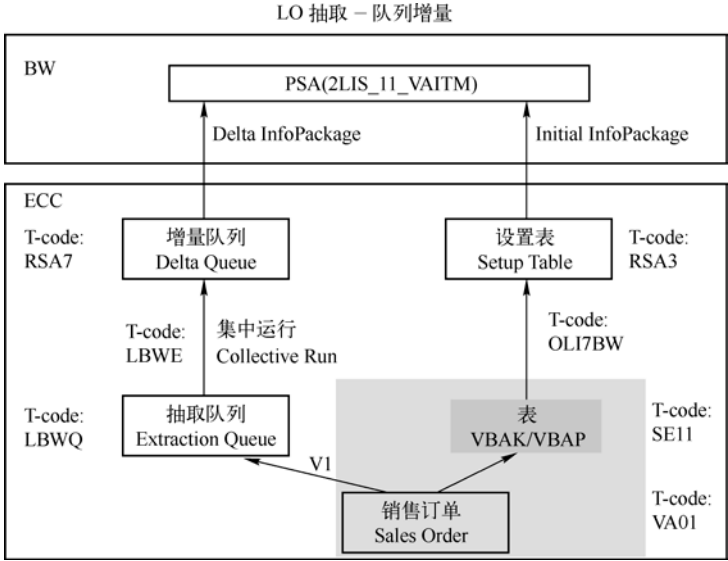 LO 抽取 – 队列增量
BW
PSA(2LIS_11_VAITM)
Delta InfoPackage
Initial InfoPackage
ECC
T-code:
RSA7
增量队列
Delta Queue
设置表
Setup Table
T-code:
RSA3
T-code:
LBWE
集中运行
Collective Run
T-code:
OLI7BW
T-code:
LBWQ
抽取队列
Extraction Queue
表
VBAK/VBAP
T-code:
SE11
V1
销售订单
Sales Order
T-code:
VA01